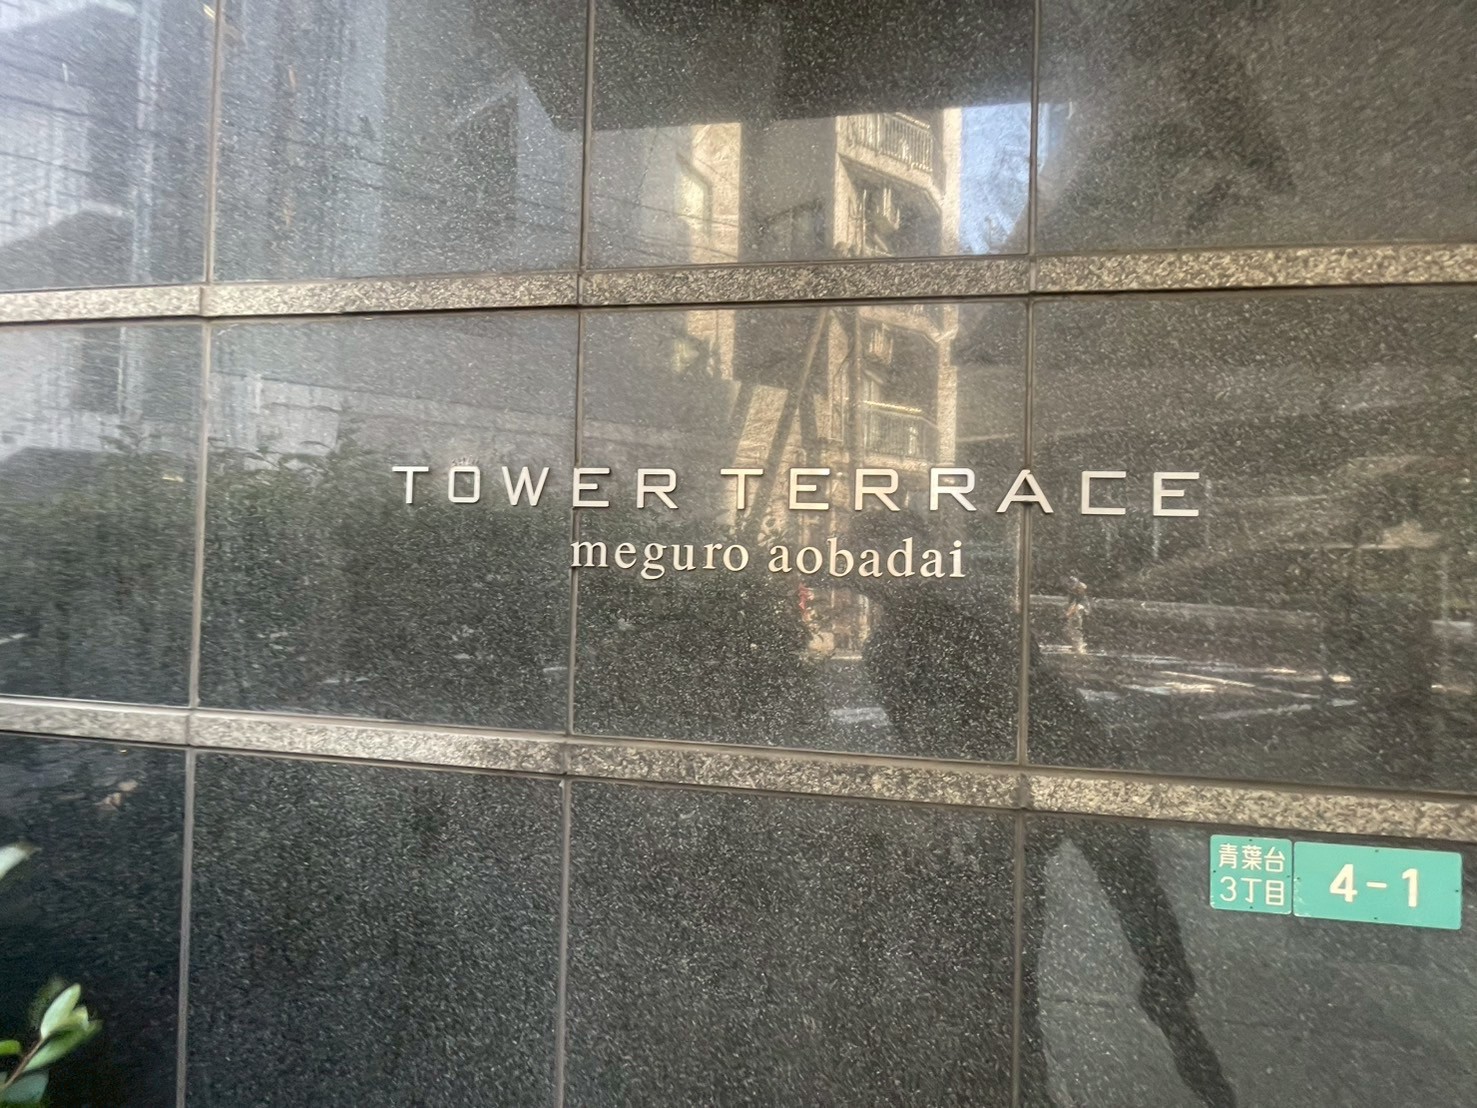 TOWER TERRACE
meguro aobadai
青葉台
3丁目
4-1